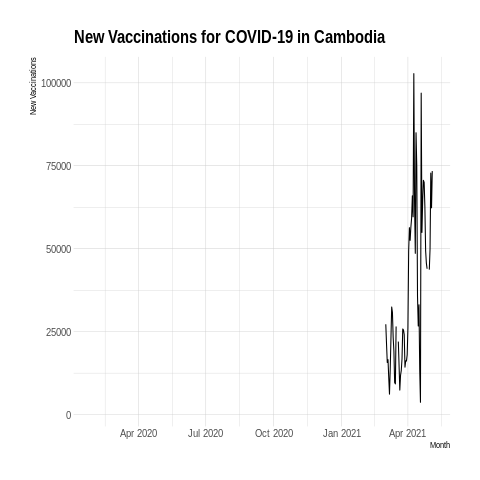 New Vaccinations for COVID-19 in Cambodia
New Vaccinations
100000
75000
50000
25000
0
Apr 2020 Jul 2020 Oct 2020 Jan 2021 Apr 2021
Month